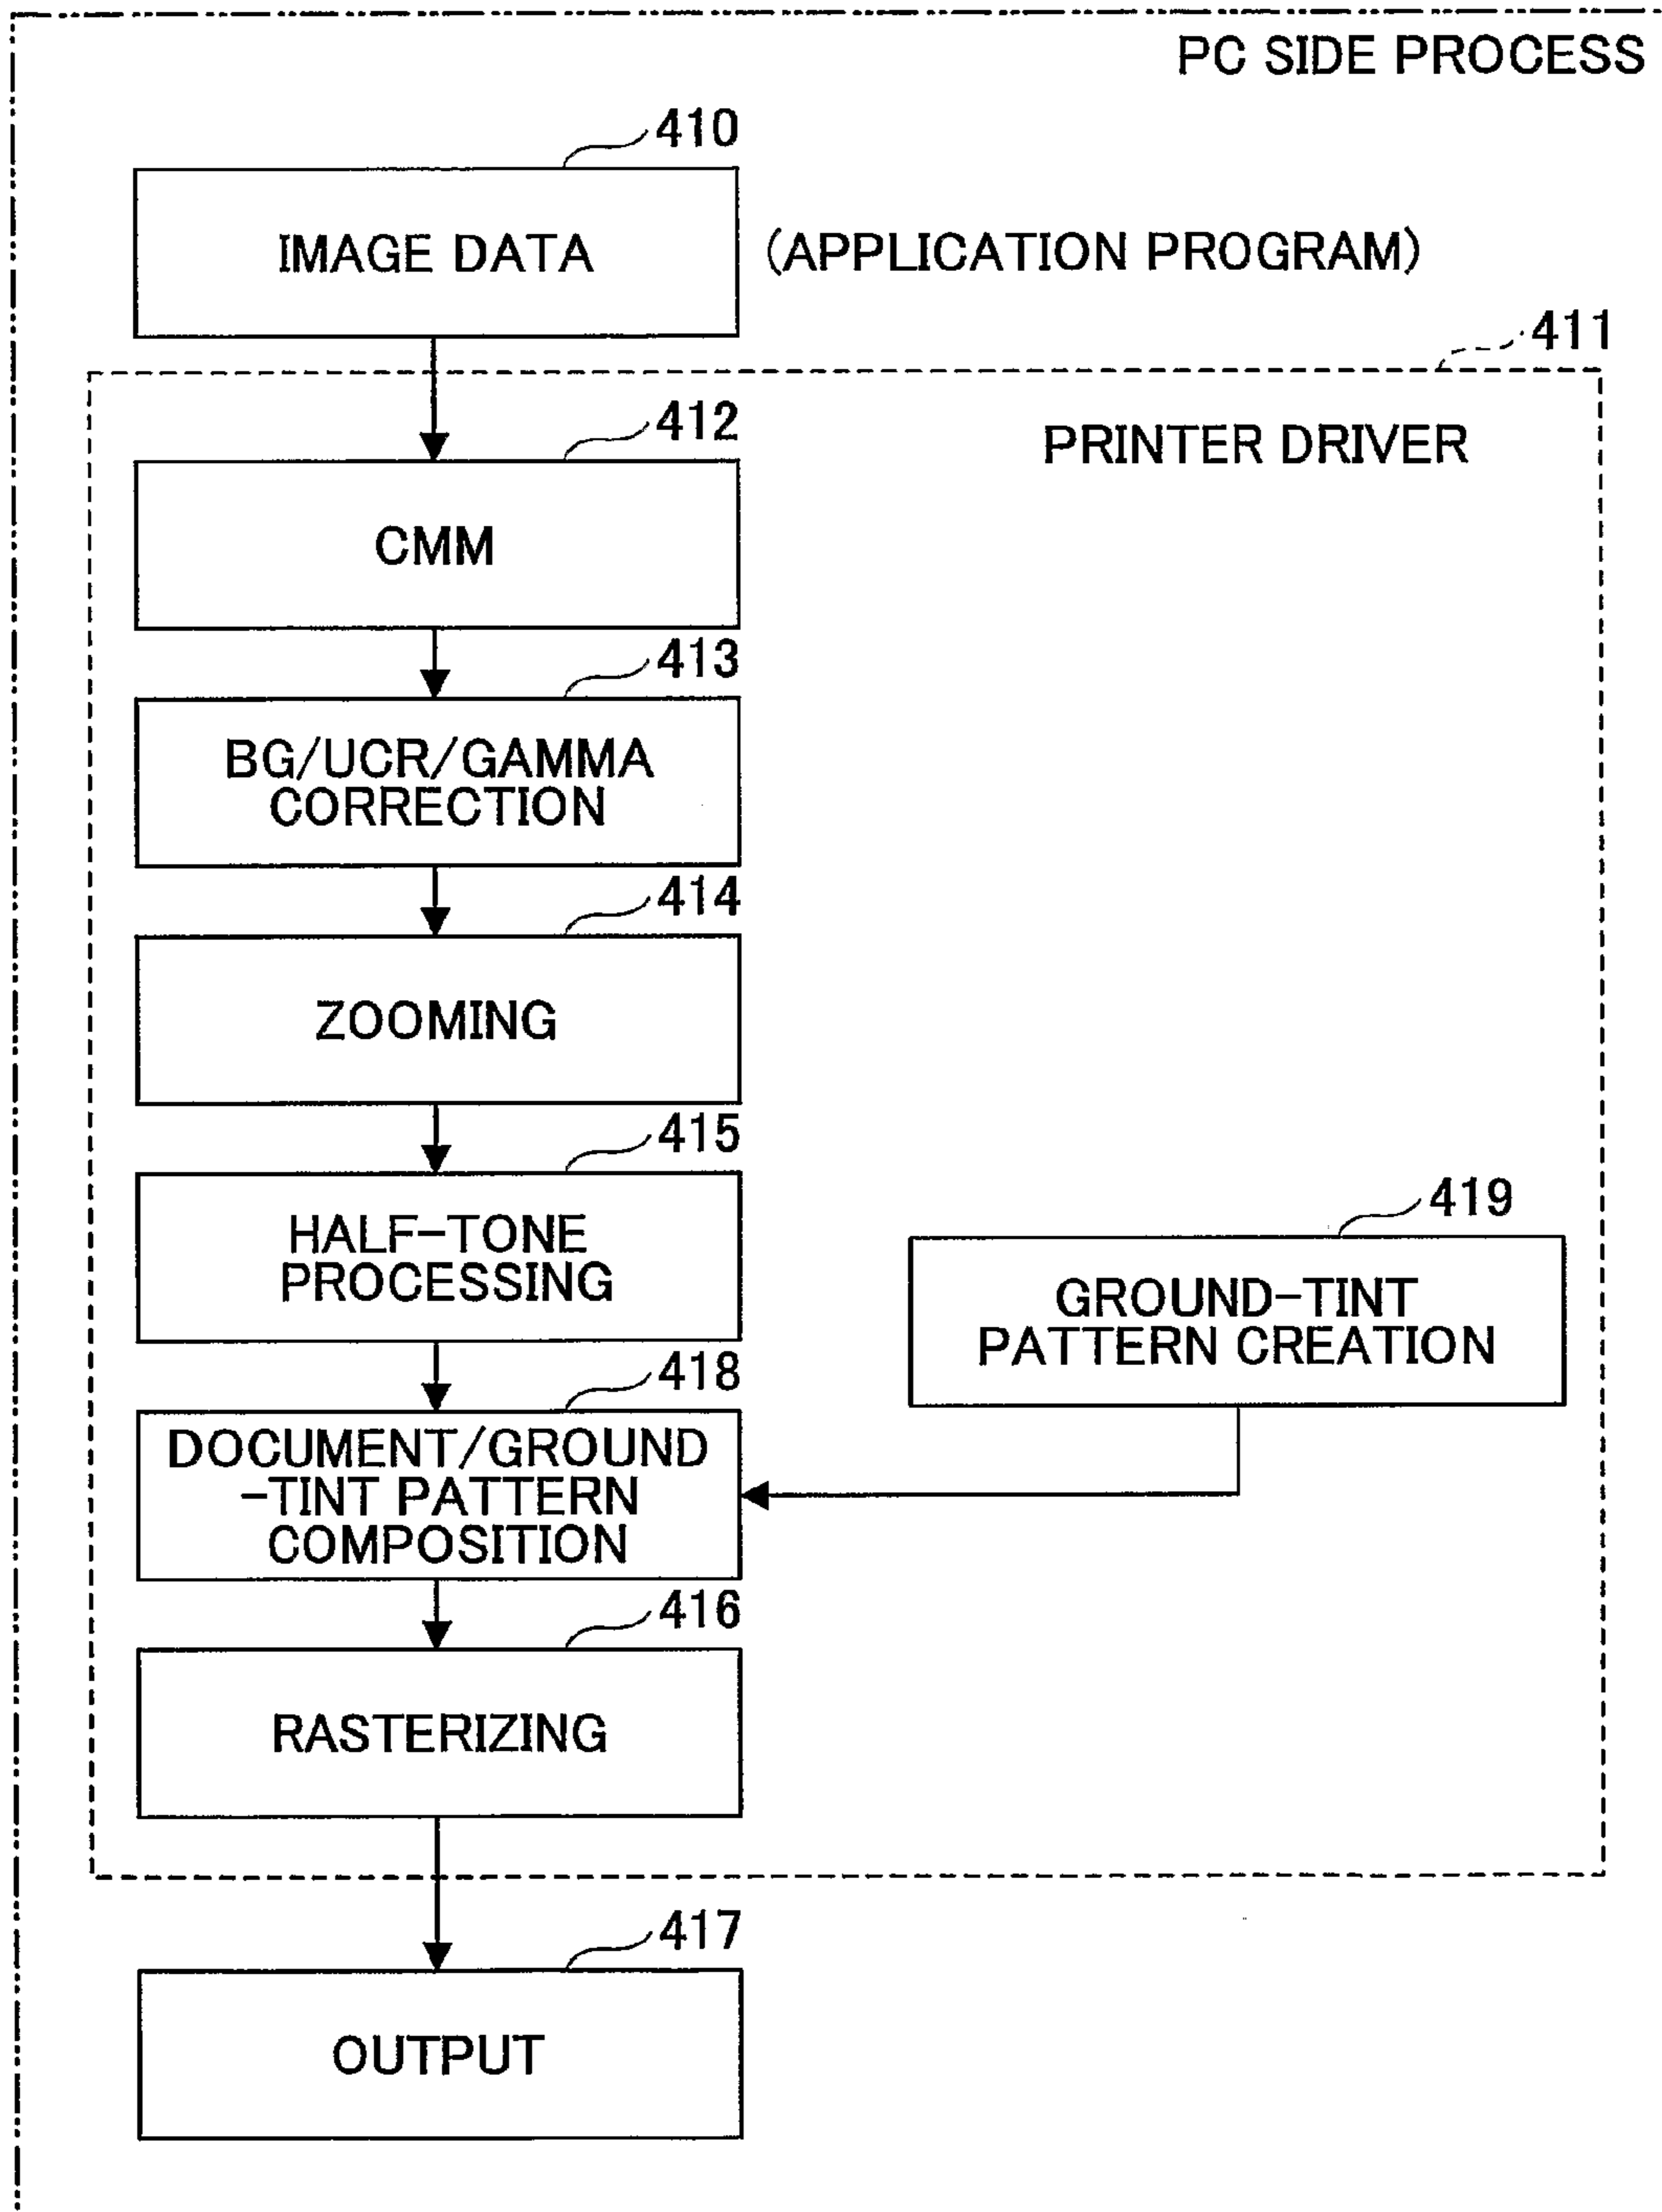 PC SIDE PROCESS
410
IMAGE DATA
(APPLICATION PROGRAM)
411
PRINTER DRIVER
412
CMM
413
BG/UCR/GAMMA
CORRECTION
414
ZOOMING
415
HALF-TONE
PROCESSING
419
GROUND-TINT
PATTERN CREATION
418
DOCUMENT/GROUND
-TINT PATTERN
COMPOSITION
416
RASTERIZING
417
OUTPUT